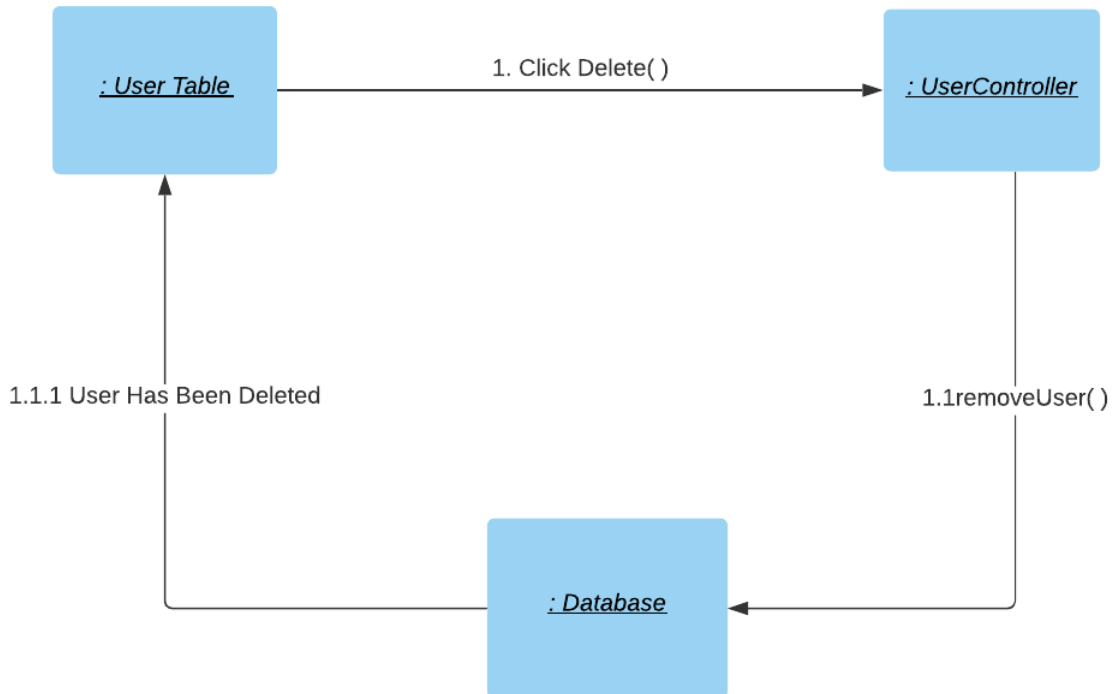 : User Table
1. Click Delete( )
: UserController
1.1.1 User Has Been Deleted
1.1removeUser( )
: Database